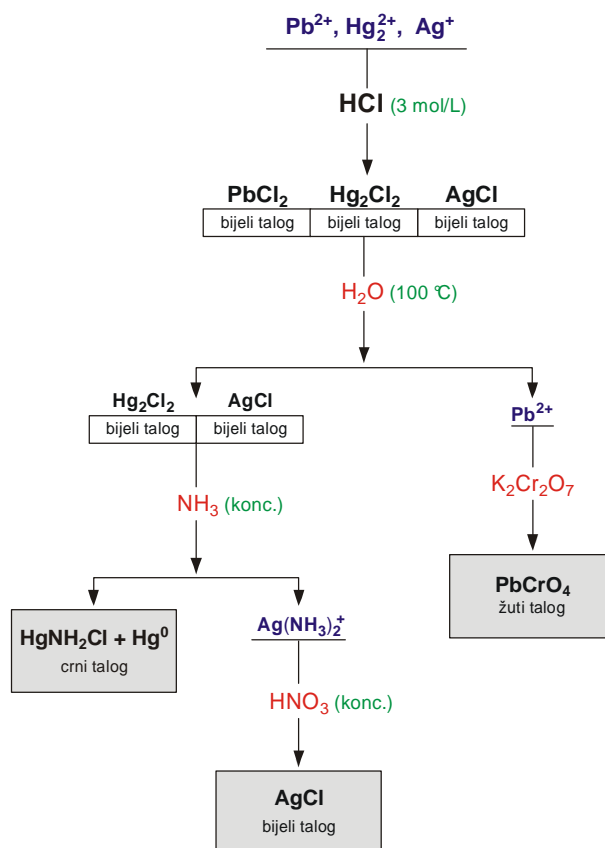 Pb²⁺, Hg₂²⁺, Ag⁺
HCl (3 mol/L)
PbCl₂ Hg₂Cl₂ AgCl
bijeli talog bijeli talog bijeli talog
H₂O (100 °C)
Hg₂Cl₂ AgCl
bijeli talog bijeli talog
Pb²⁺
NH₃ (konc.)
K₂Cr₂O₇
HgNH₂Cl + Hg⁰
crni talog
Ag(NH₃)₂⁺
PbCrO₄
žuti talog
HNO₃ (konc.)
AgCl
bijeli talog